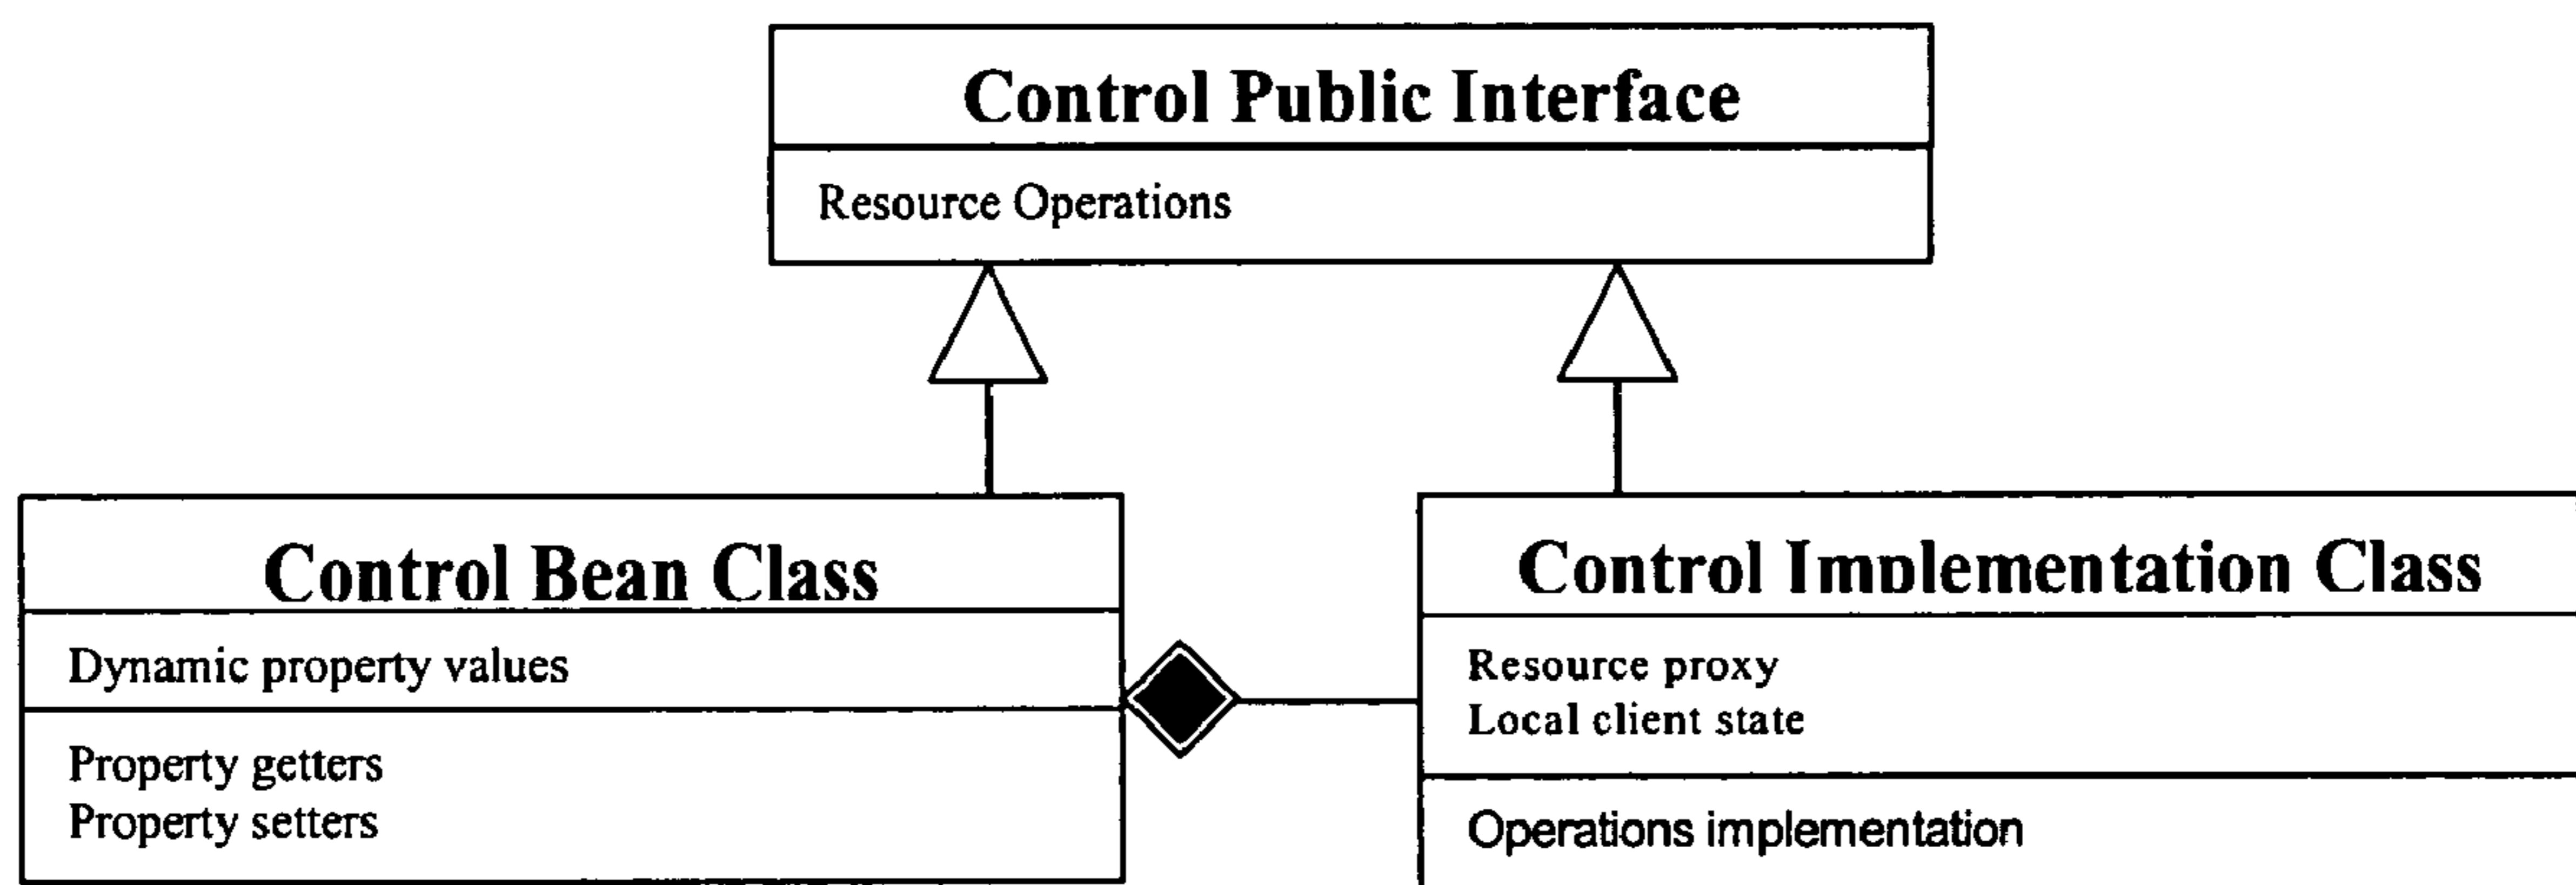 Control Public Interface
Resource Operations
Control Bean Class
Dynamic property values
Property getters
Property setters
Control Implementation Class
Resource proxy
Local client state
Operations implementation